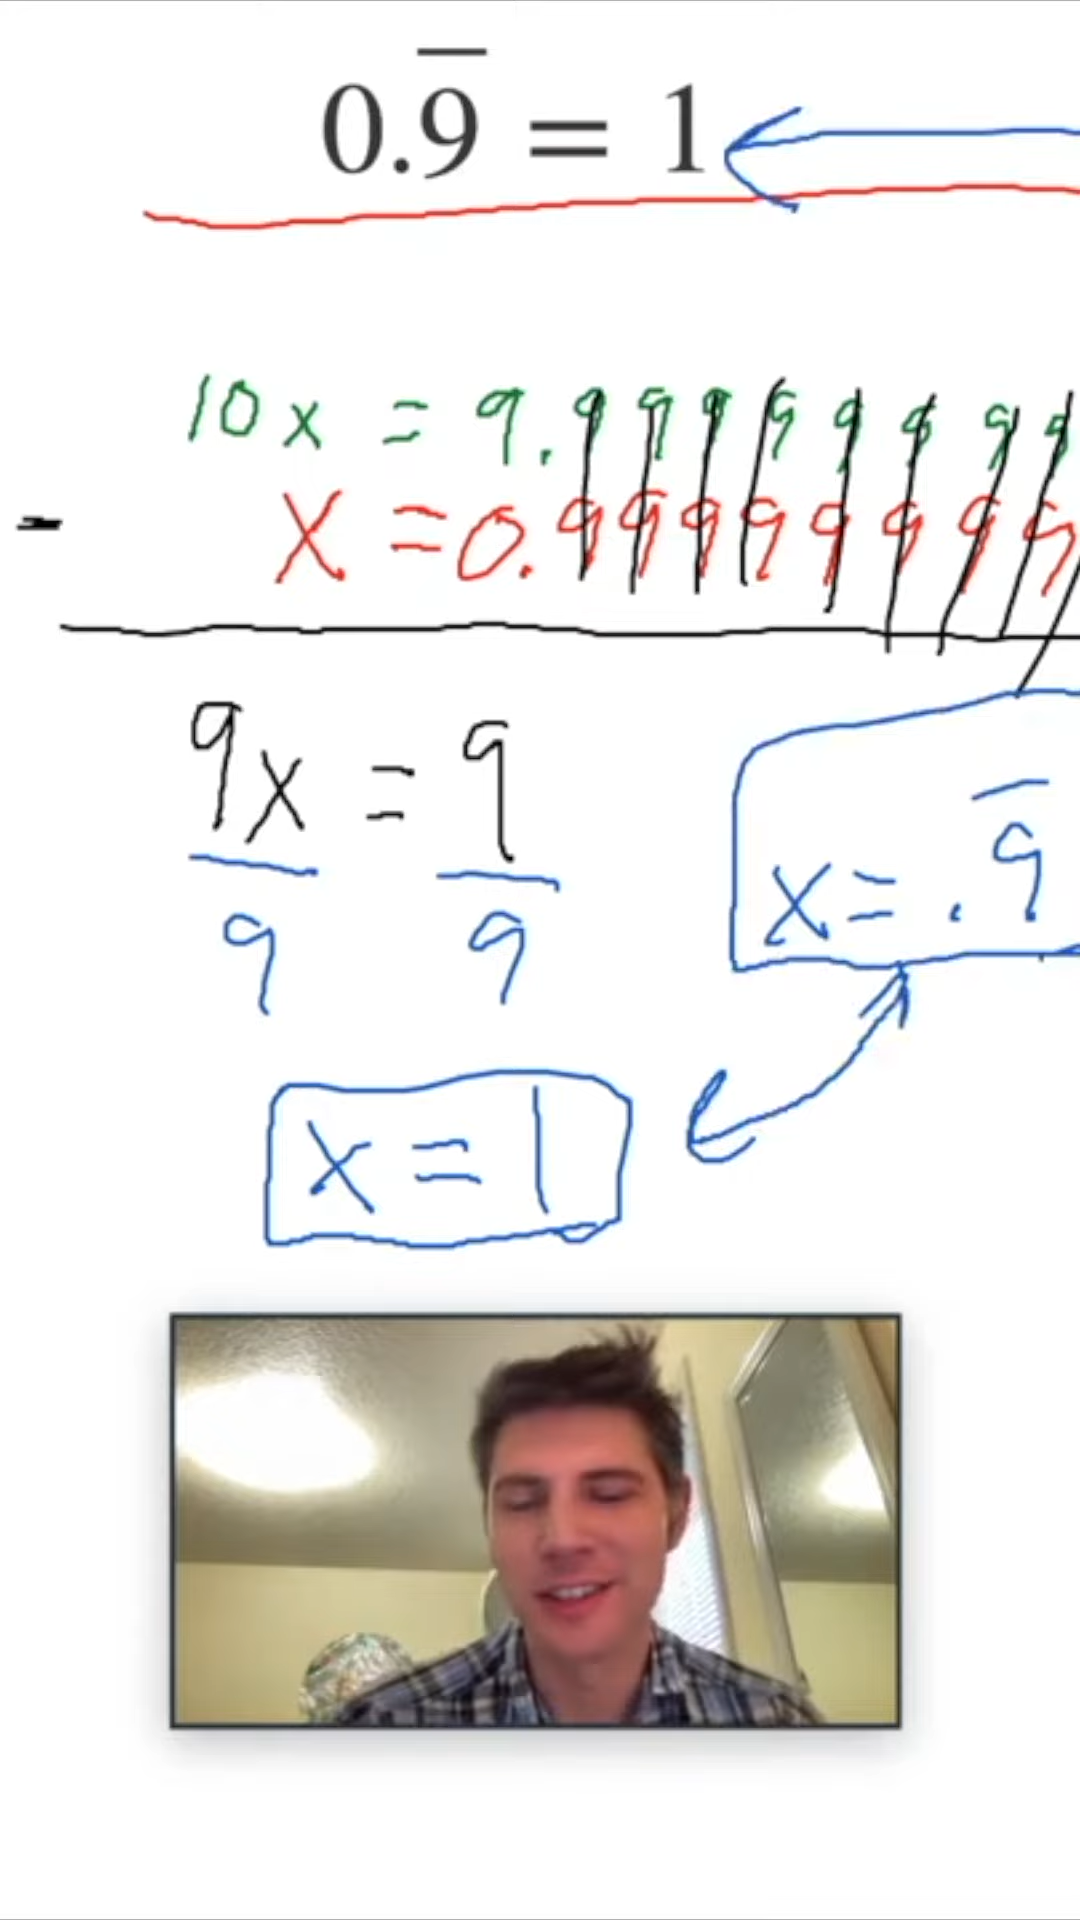 0.9̅ = 1
10x = 9.99999999
- x = 0.99999999
9x = 9
9 9
x = .9̅
x = 1